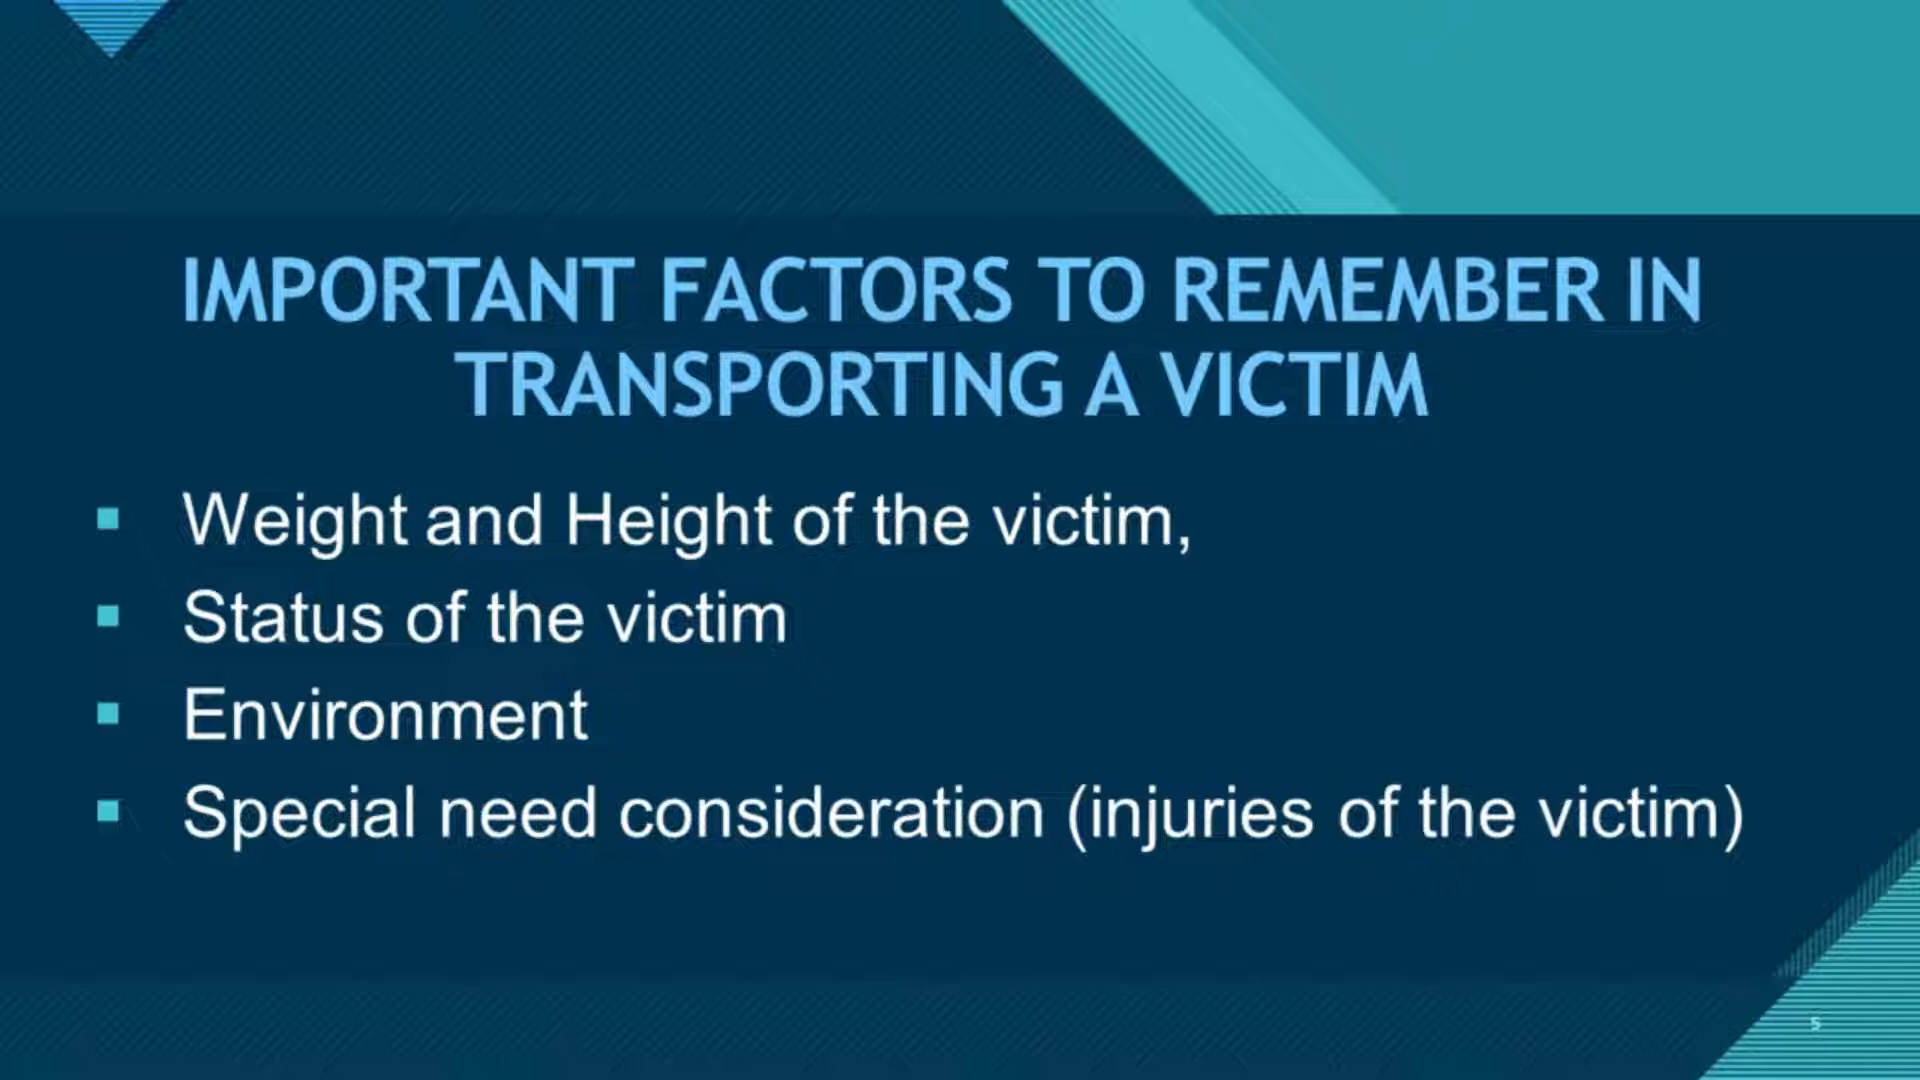 IMPORTANT FACTORS TO REMEMBER IN
TRANSPORTING A VICTIM
▪ Weight and Height of the victim,
▪ Status of the victim
▪ Environment
▪ Special need consideration (injuries of the victim)
5